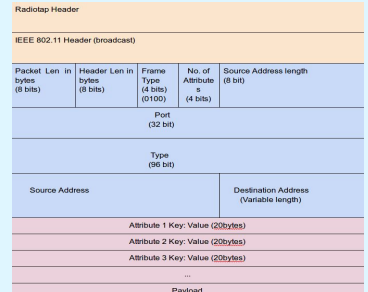 Radiotap Header
IEEE 802.11 Header (broadcast)
Packet Len in bytes (8 bits)
Header Len in bytes (8 bits)
Frame Type (4 bits) (0100)
No. of Attribute s (4 bits)
Source Address length (8 bit)
Port
(32 bit)
Type
(96 bit)
Source Address
Destination Address
(Variable length)
Attribute 1 Key: Value (20bytes)
Attribute 2 Key: Value (20bytes)
Attribute 3 Key: Value (20bytes)
...
Payload